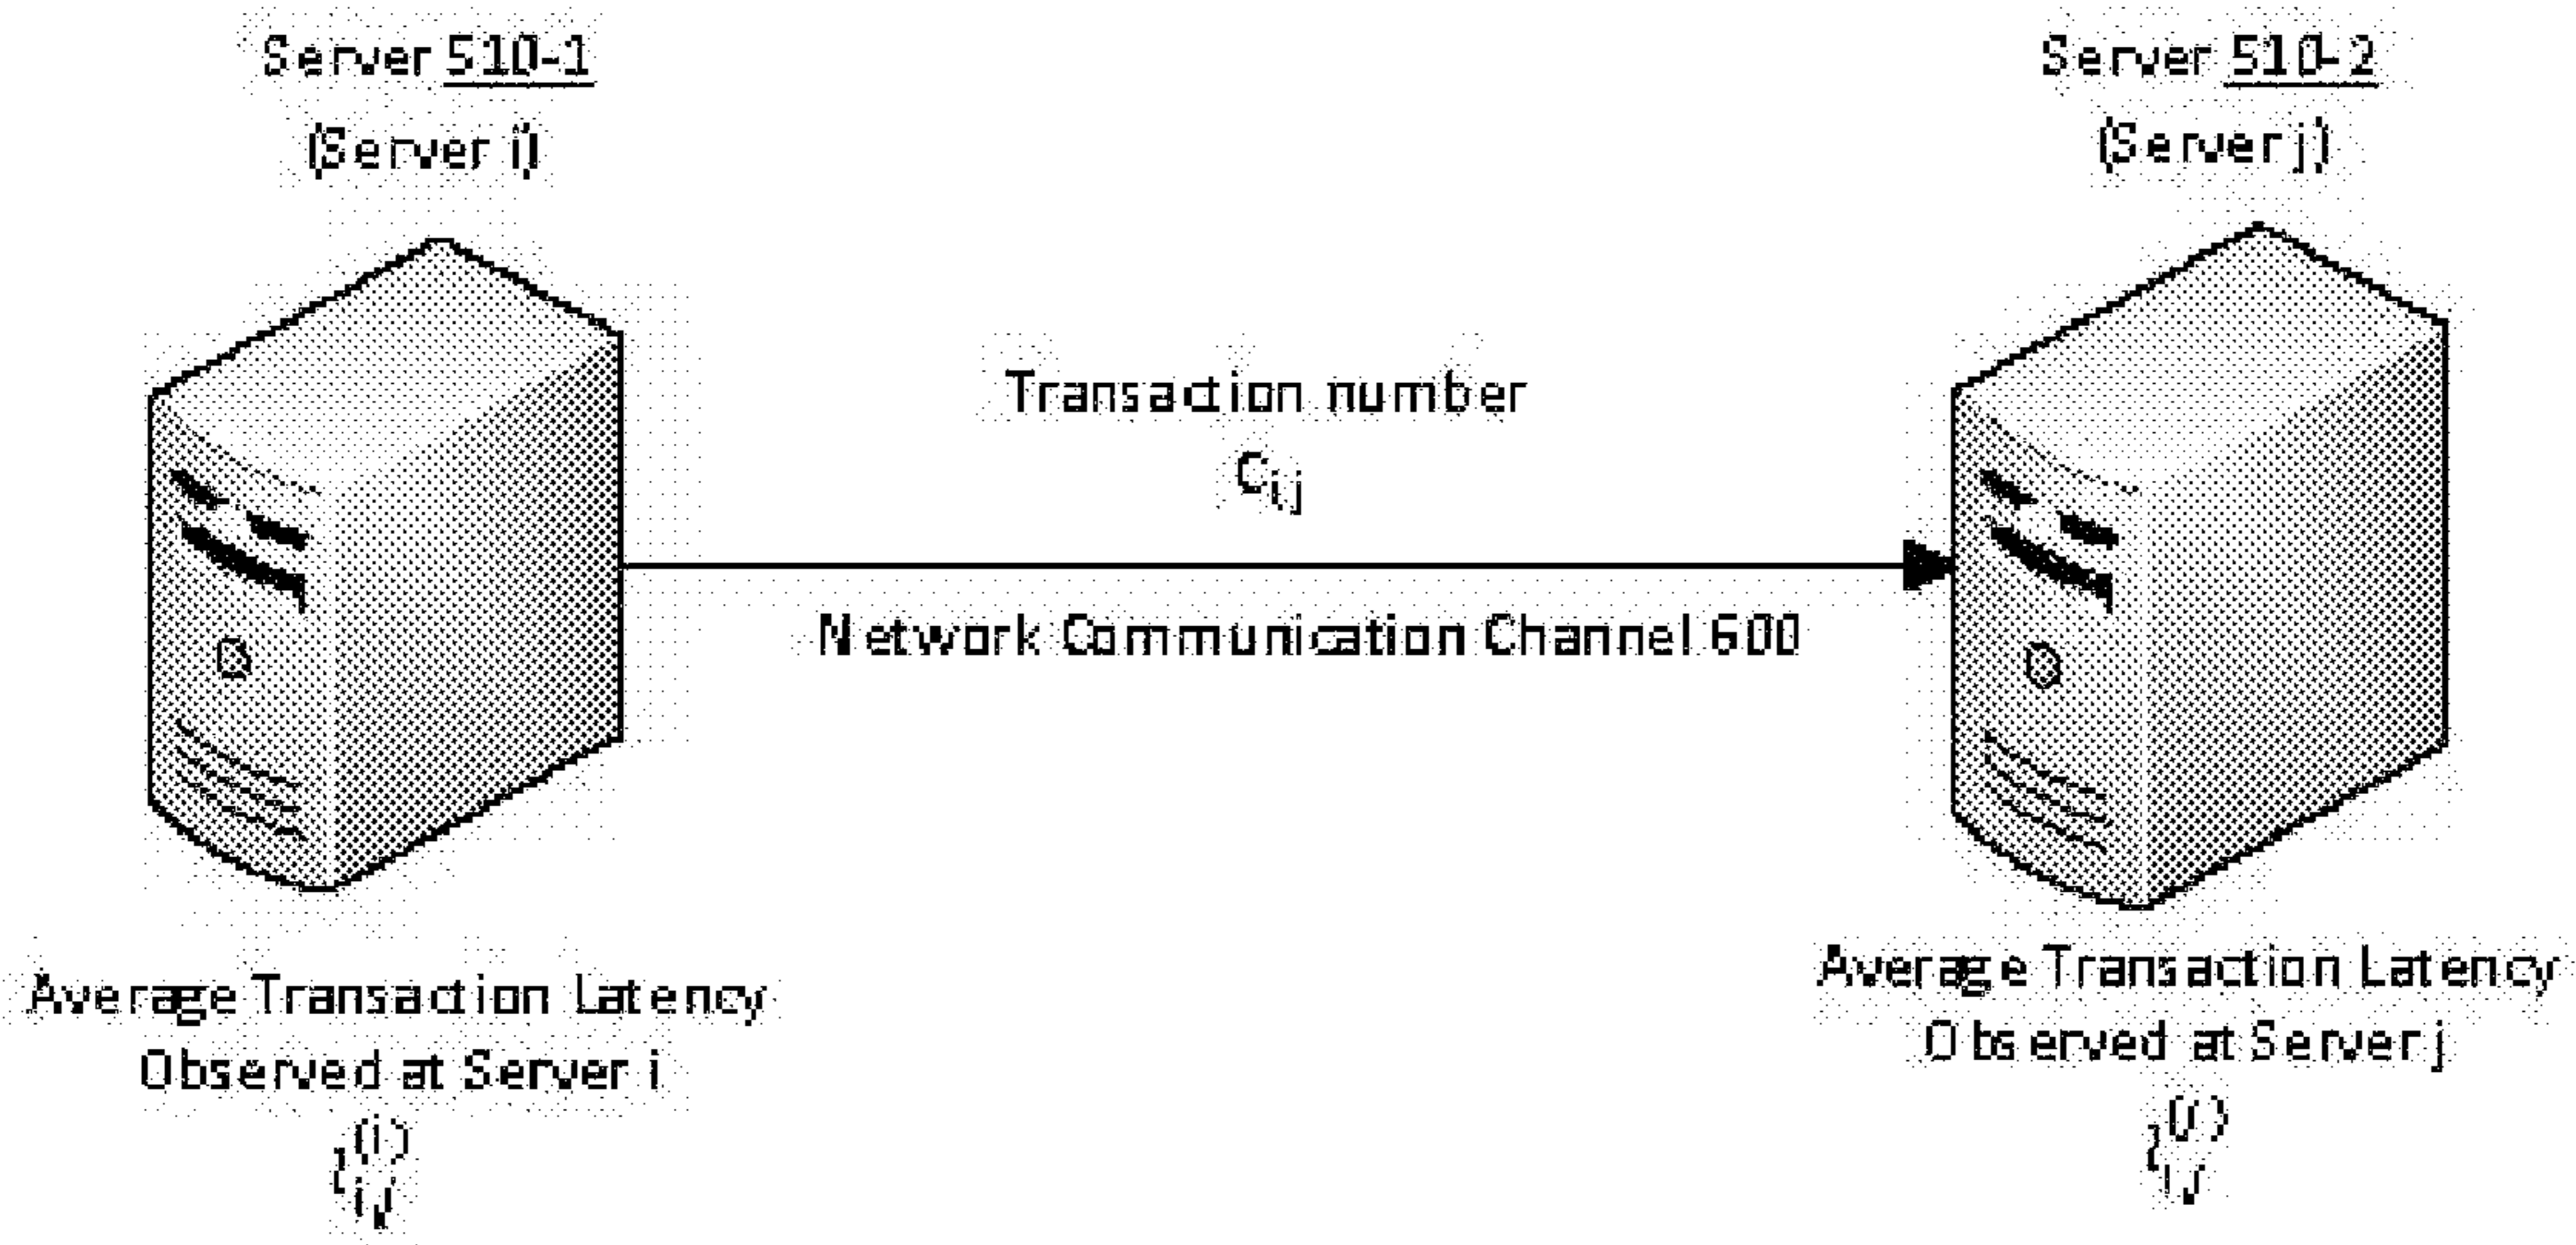 Server 510-1
(Server i)
Server 510-2
(Server j)
Transaction number
C i,j
Network Communication Channel 600
Average Transaction Latency
Observed at Server i
Average Transaction Latency
Observed at Server j